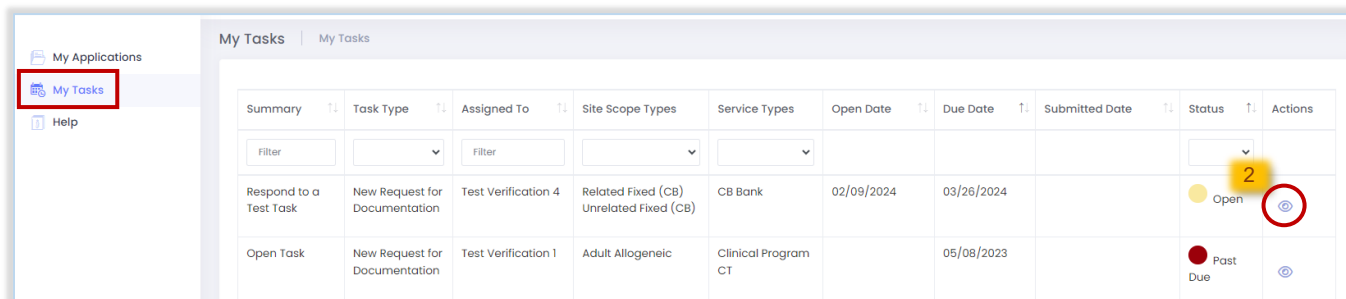 My Applications
My Tasks
Help
My Tasks | My Tasks
Summary Task Type Assigned To Site Scope Types Service Types Open Date Due Date Submitted Date Status Actions
Filter Filter
2
Respond to a New Request for Test Verification 4 Related Fixed (CB) CB Bank 02/09/2024 03/26/2024 Open
Test Task Documentation Unrelated Fixed (CB)
Open Task New Request for Test Verification 1 Adult Allogeneic Clinical Program 05/08/2023 Past
Documentation CT Due